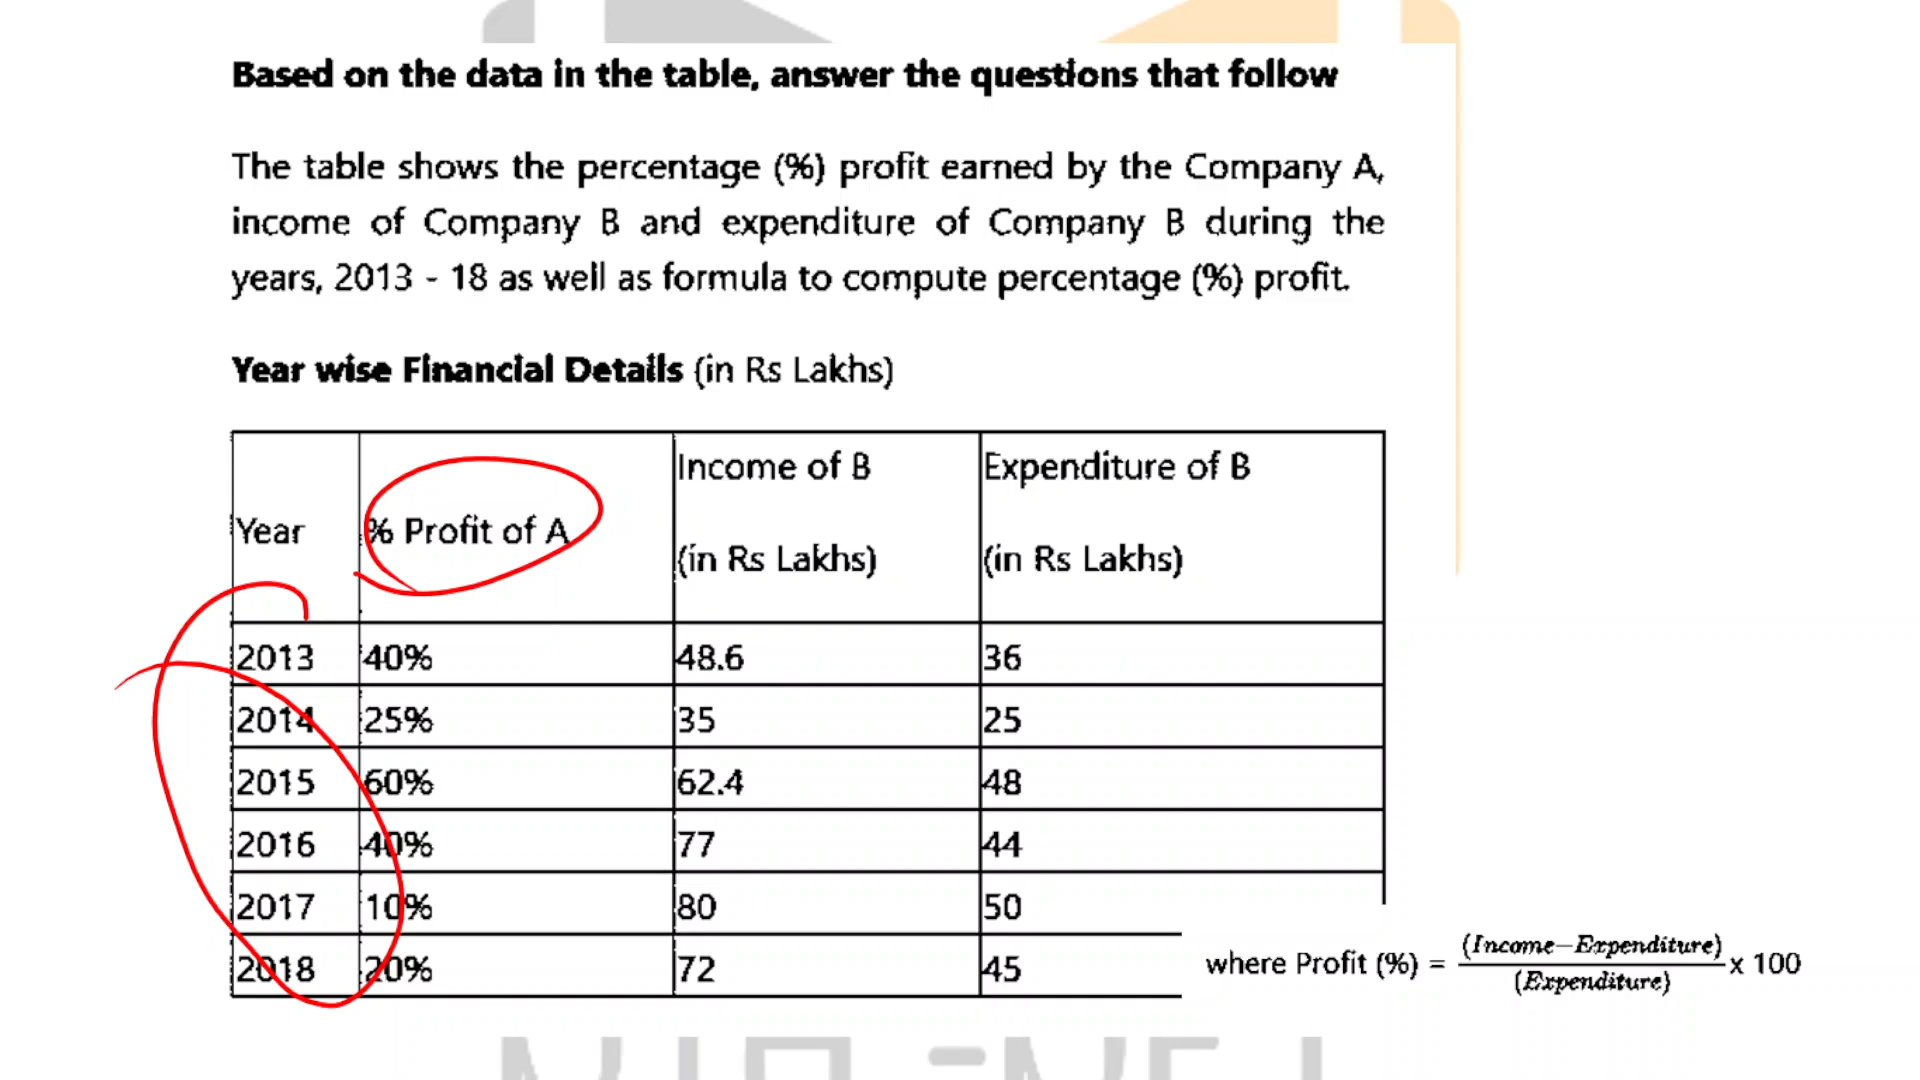 Based on the data in the table, answer the questions that follow
The table shows the percentage (%) profit earned by the Company A,
income of Company B and expenditure of Company B during the
years, 2013 - 18 as well as formula to compute percentage (%) profit.
Year wise Financial Details (in Rs Lakhs)
Year % Profit of A Income of B (in Rs Lakhs) Expenditure of B (in Rs Lakhs)
2013 40% 48.6 36
2014 25% 35 25
2015 60% 62.4 48
2016 40% 77 44
2017 10% 80 50
2018 20% 72 45
where Profit (%) = (Income–Expenditure) / (Expenditure) x 100